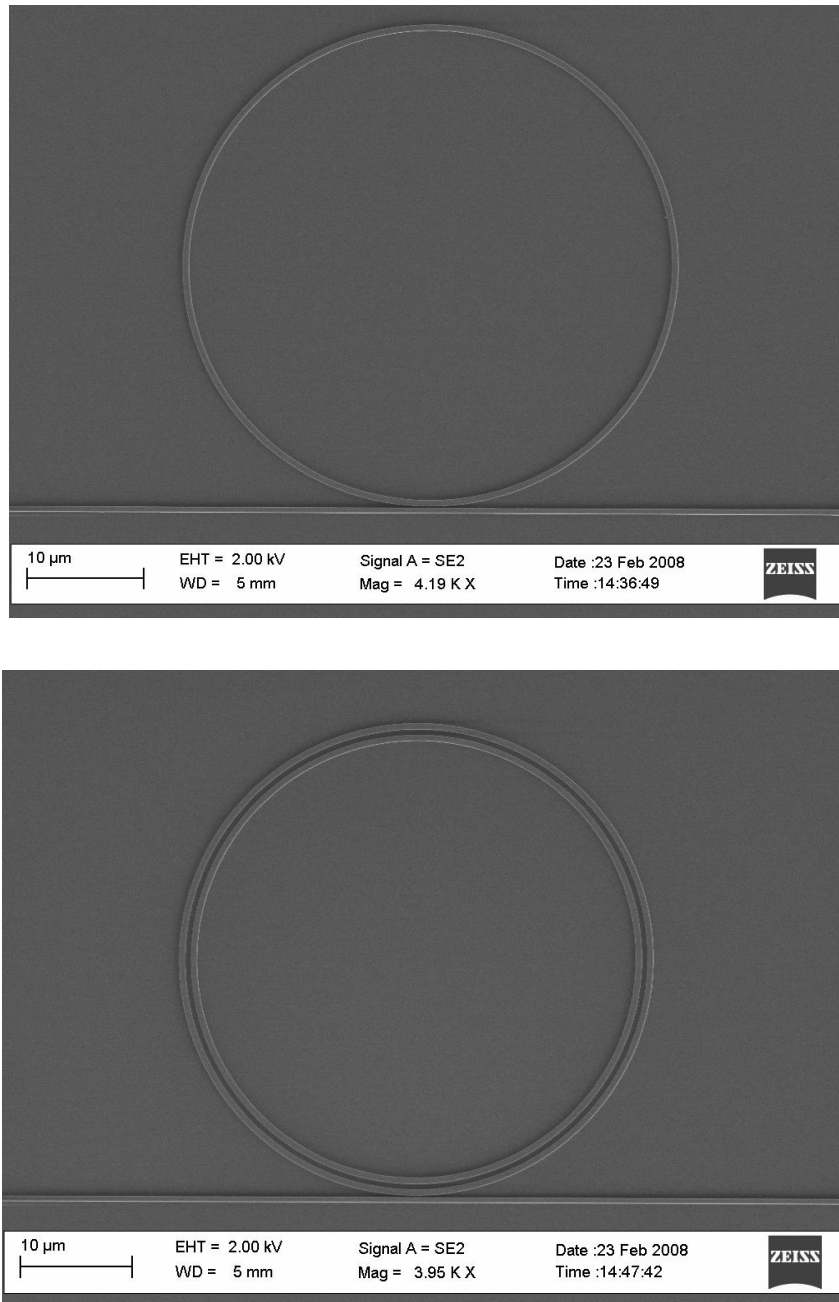 10 µm EHT = 2.00 kV Signal A = SE2 Date :23 Feb 2008 ZEISS
WD = 5 mm Mag = 4.19 K X Time :14:36:49
10 µm EHT = 2.00 kV Signal A = SE2 Date :23 Feb 2008 ZEISS
WD = 5 mm Mag = 3.95 K X Time :14:47:42